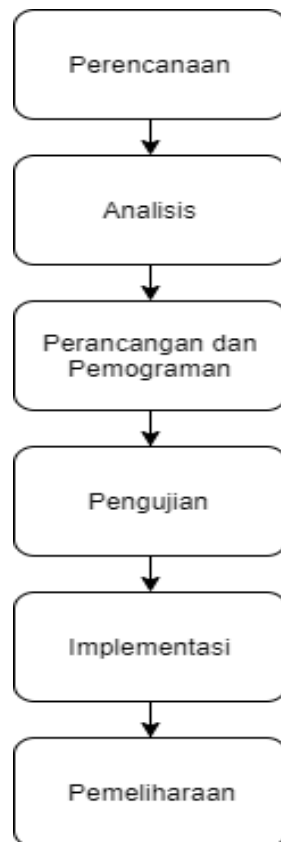 Perencanaan
Analisis
Perancangan dan
Pemograman
Pengujian
Implementasi
Pemeliharaan